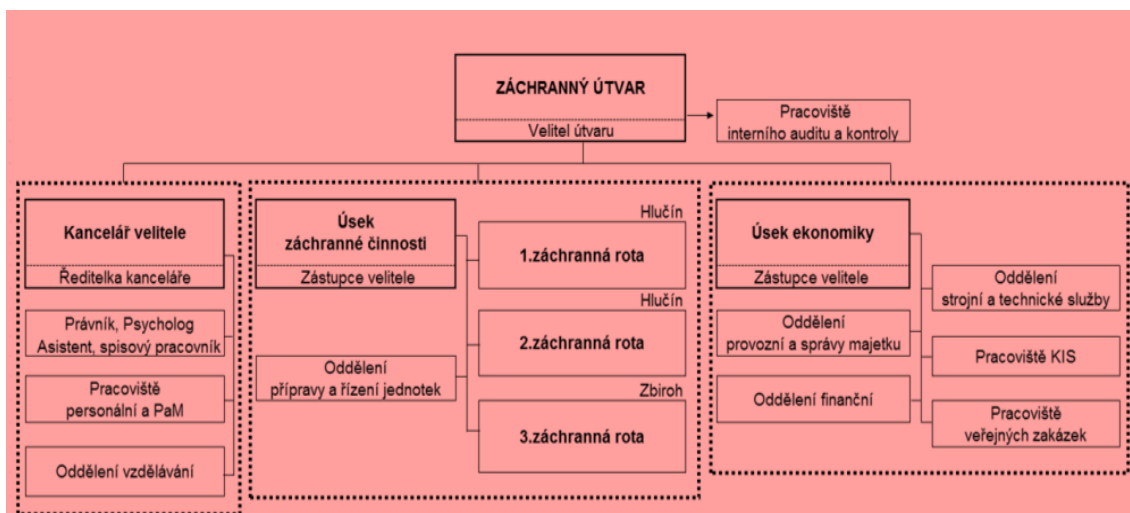 ZÁCHRANNÝ ÚTVAR
Velitel útvaru
Pracoviště
interního auditu a kontroly
Kancelář velitele
Ředitelka kanceláře
Právník, Psycholog
Asistent, spisový pracovník
Pracoviště
personální a PaM
Oddělení vzdělávání
Úsek
záchranné činnosti
Zástupce velitele
Oddělení
přípravy a řízení jednotek
Hlučín
1.záchranná rota
Hlučín
2.záchranná rota
Zbiroh
3.záchranná rota
Úsek ekonomiky
Zástupce velitele
Oddělení
provozní a správy majetku
Oddělení finanční
Oddělení
strojní a technické služby
Pracoviště KIS
Pracoviště
veřejných zakázek